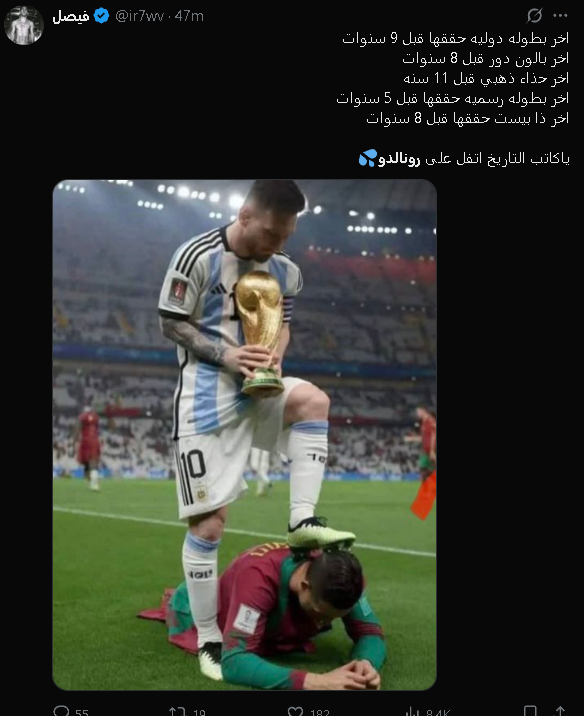 فيصل @ir7wv · 47m
اخر بطوله دوليه حققها قبل 9 سنوات
اخر بالون دور قبل 8 سنوات
اخر حذاء ذهبي قبل 11 سنه
اخر بطوله رسميه حققها قبل 5 سنوات
اخر ذا بيست حققها قبل 8 سنوات
ياكاتب التاريخ اتفل على رونالدو💦
10
55 19 182 8.4K